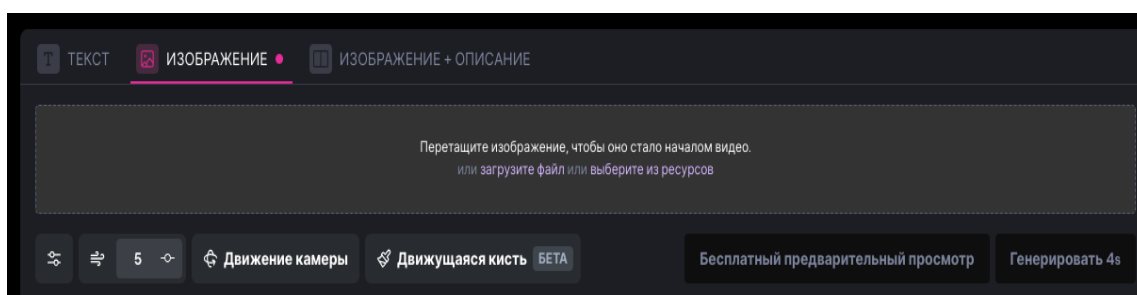 ТЕКСТ ИЗОБРАЖЕНИЕ ИЗОБРАЖЕНИЕ + ОПИСАНИЕ
Перетащите изображение, чтобы оно стало началом видео.
или загрузите файл или выберите из ресурсов
5 Движение камеры Движущаяся кисть БЕТА Бесплатный предварительный просмотр Генерировать 4s